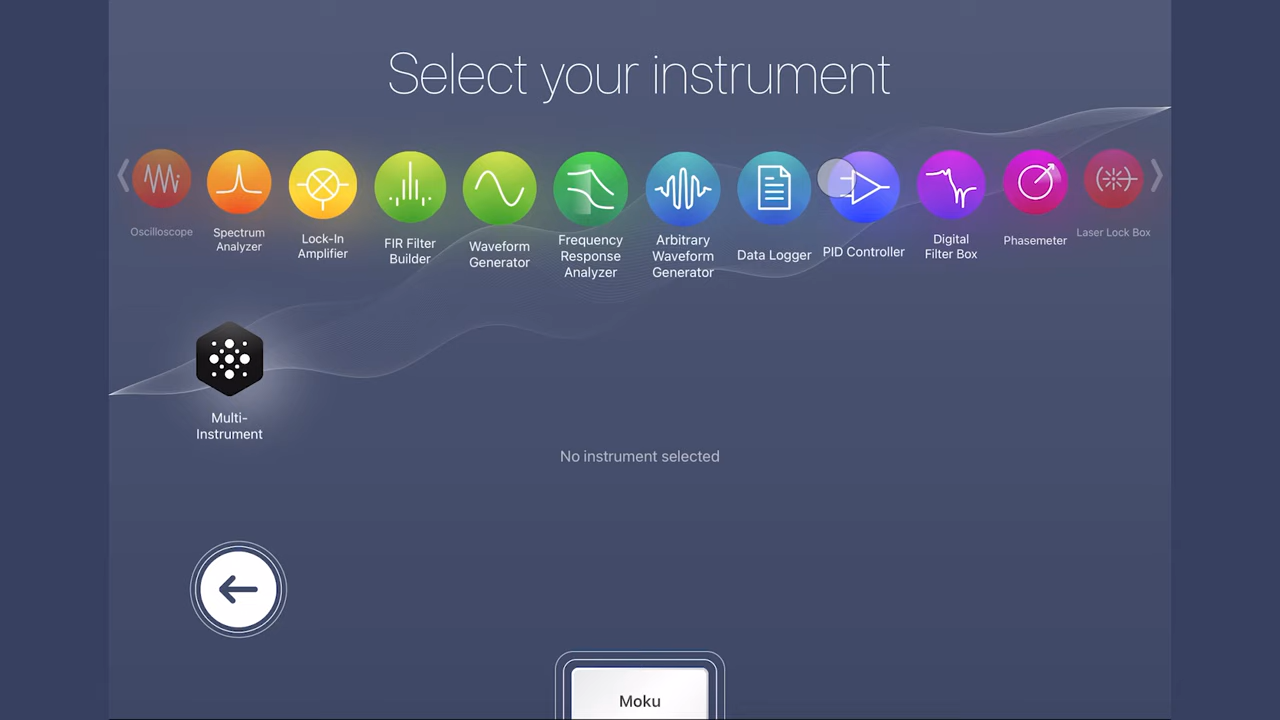 Select your instrument
Oscilloscope
Spectrum
Analyzer
Lock-In
Amplifier
FIR Filter
Builder
Waveform
Generator
Frequency
Response
Analyzer
Arbitrary
Waveform
Generator
Data Logger
PID Controller
Digital
Filter Box
Phasemeter
Laser Lock Box
Multi-
Instrument
No instrument selected
Moku